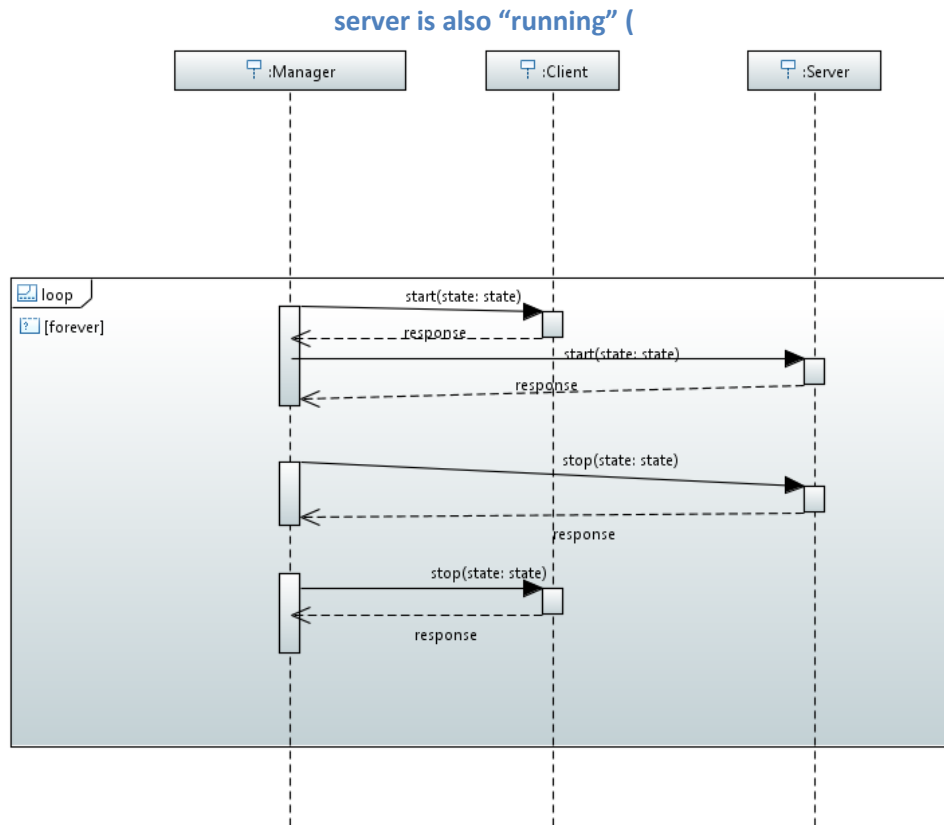 server is also “running” (
:Manager
:Client
:Server
loop
[forever]
start(state: state)
response
start(state: state)
response
stop(state: state)
response
stop(state: state)
response